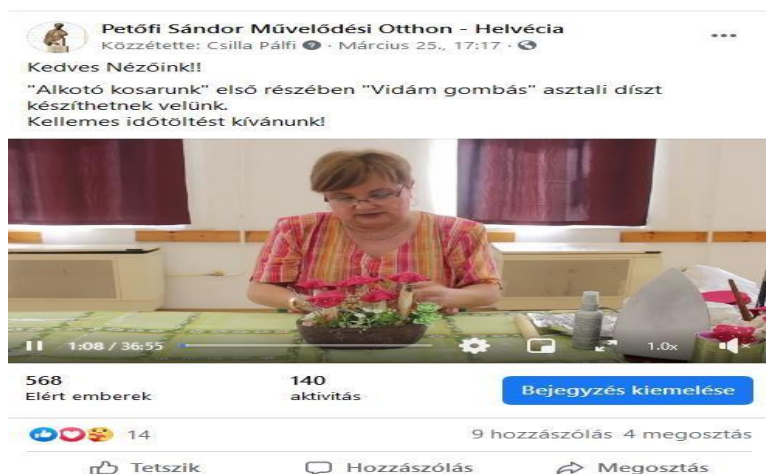 Petőfi Sándor Művelődési Otthon - Helvécia
Közzétette: Csilla Pálfi · Március 25., 17:17 ·
Kedves Nézőink!!
"Alkotó kosarunk" első részében "Vidám gombás" asztali díszt
készíthetnek velünk.
Kellemes időtöltést kívánunk!
1:08 / 36:55
1.0x
568
Elért emberek
140
aktivitás
Bejegyzés kiemelése
14
9 hozzászólás 4 megosztás
Tetszik
Hozzászólás
Megosztás